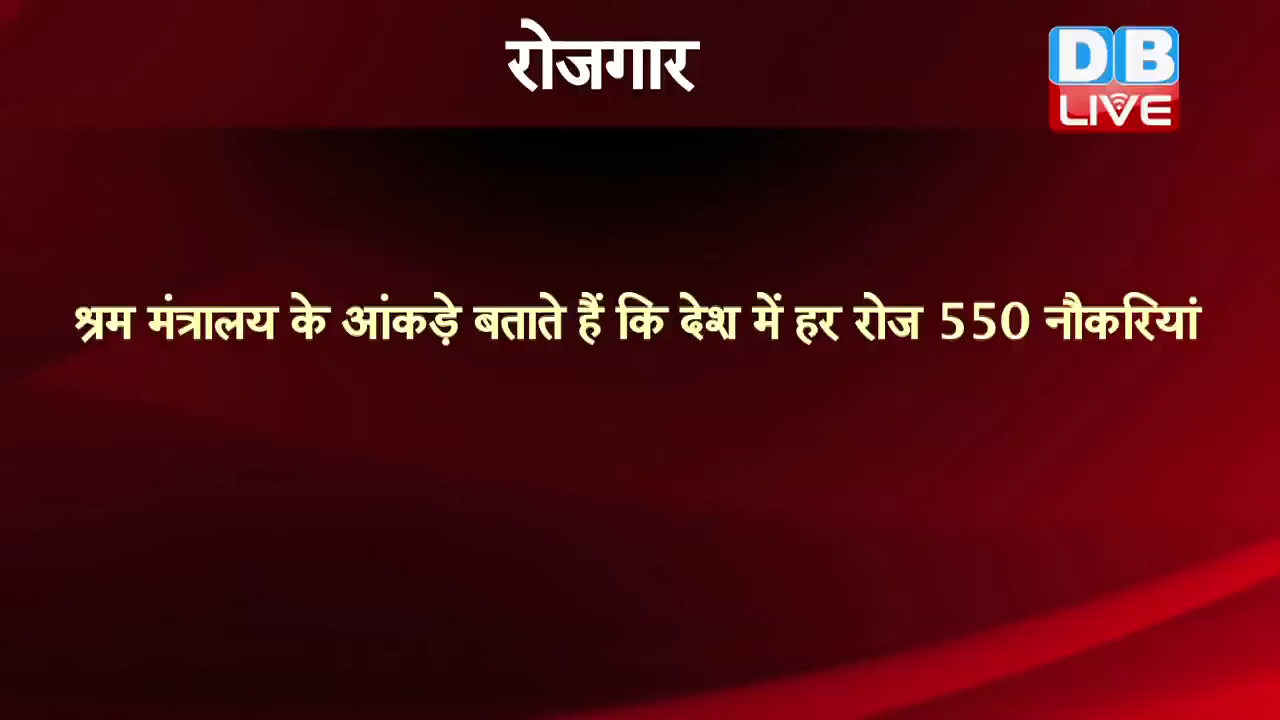 रोजगार
DB
LIVE
श्रम मंत्रालय के आंकड़े बताते हैं कि देश में हर रोज 550 नौकरियां